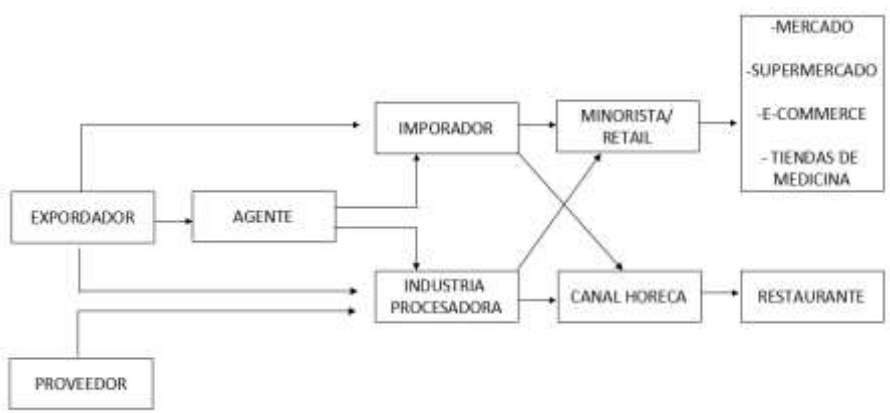 -MERCADO
-SUPERMERCADO
-E-COMMERCE
- TIENDAS DE
MEDICINA
IMPORADOR
MINORISTA/
RETAIL
EXPORDADOR
AGENTE
INDUSTRIA
PROCESADORA
CANAL HORECA
RESTAURANTE
PROVEEDOR